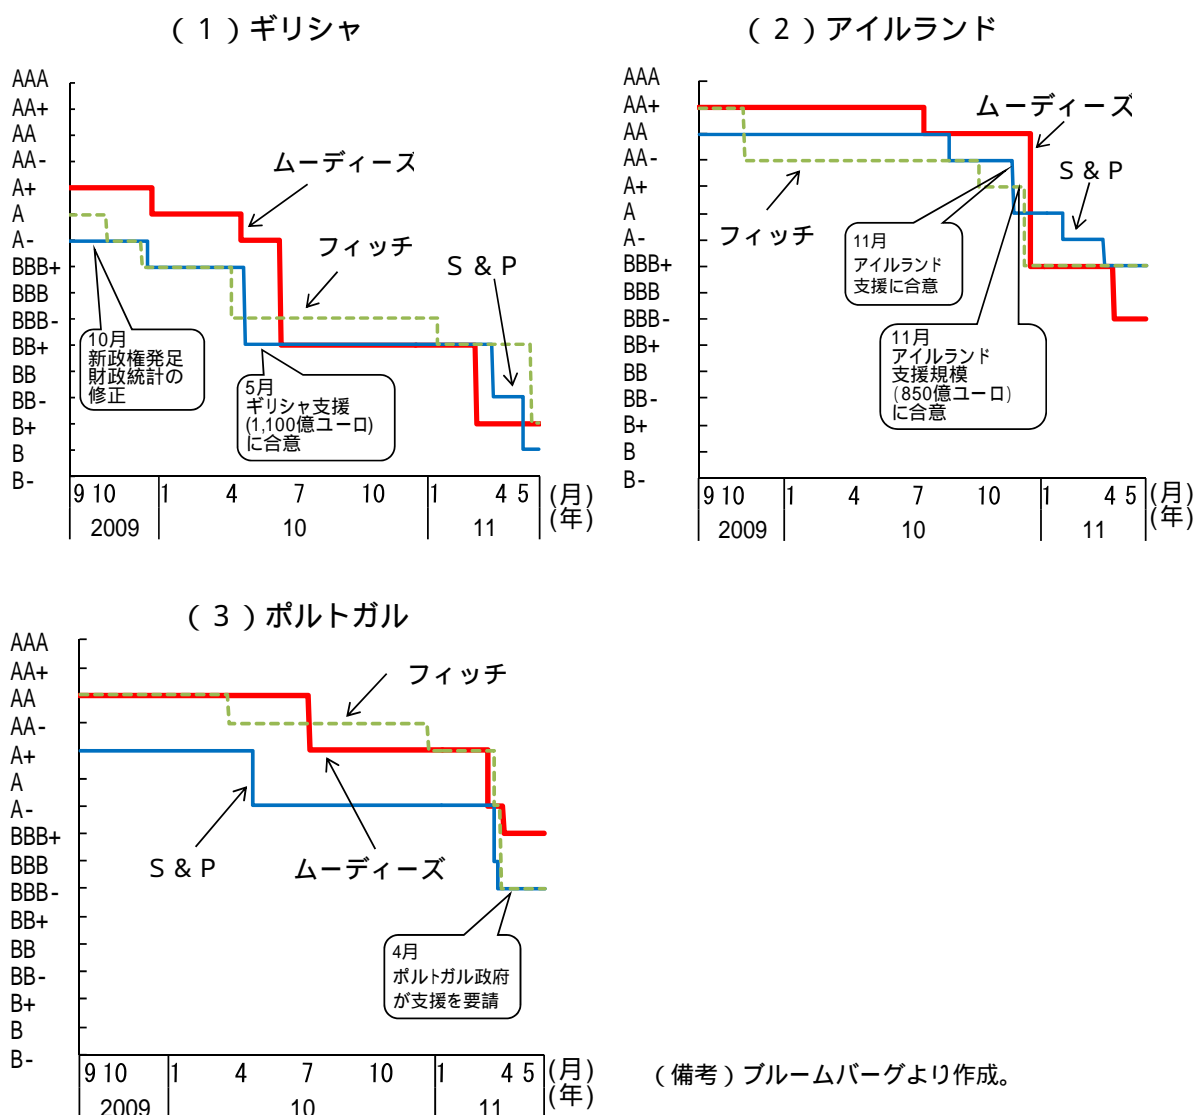 （１）ギリシャ
AAA
AA+
AA
AA-
A+
A
A-
BBB+
BBB
BBB-
BB+
BB
BB-
B+
B
B-
ムーディーズ
フィッチ
Ｓ＆Ｐ
10月
新政権発足
財政統計の
修正
5月
ギリシャ支援
(1,100億ユーロ)
に合意
9 10 1 4 7 10 1 4 5 (月)
2009 10 11 (年)
（２）アイルランド
AAA
AA+
AA
AA-
A+
A
A-
BBB+
BBB
BBB-
BB+
BB
BB-
B+
B
B-
ムーディーズ
Ｓ＆Ｐ
フィッチ
11月
アイルランド
支援に合意
11月
アイルランド
支援規模
(850億ユーロ)
に合意
9 10 1 4 7 10 1 4 5 (月)
2009 10 11 (年)
（３）ポルトガル
AAA
AA+
AA
AA-
A+
A
A-
BBB+
BBB
BBB-
BB+
BB
BB-
B+
B
B-
フィッチ
Ｓ＆Ｐ
ムーディーズ
4月
ポルトガル政府
が支援を要請
9 10 1 4 7 10 1 4 5 (月)
2009 10 11 (年)
（備考）ブルームバーグより作成。